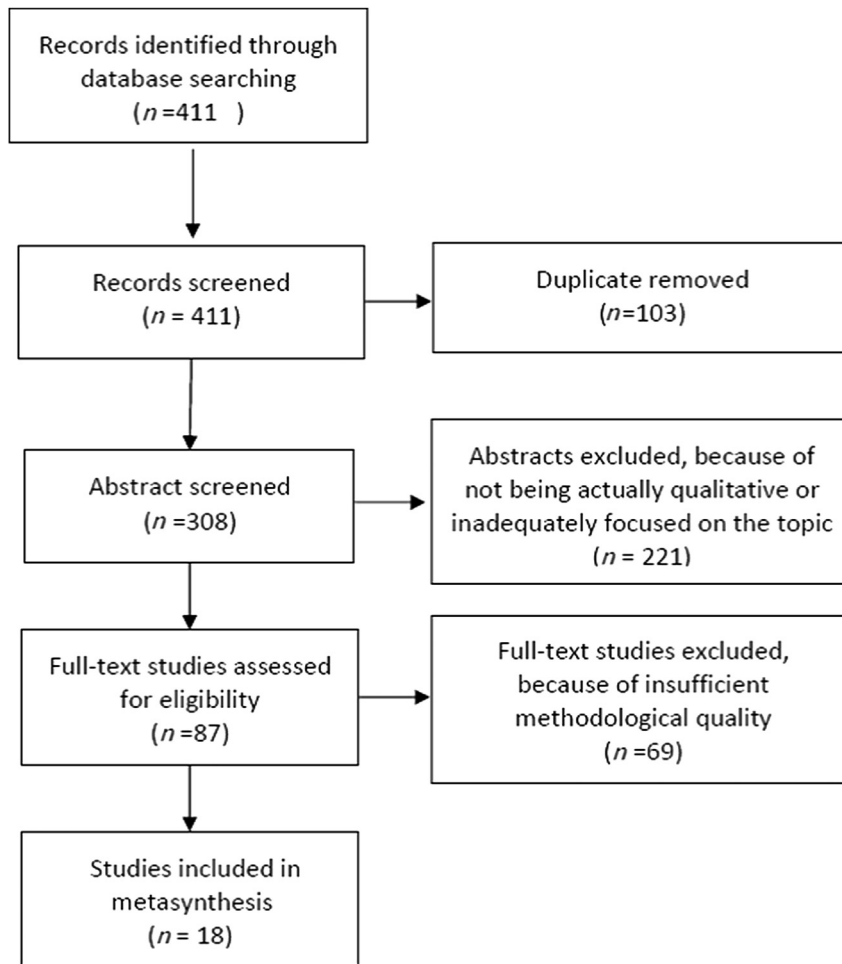 Records identified through
database searching
(n =411 )
Records screened
(n = 411)
Duplicate removed
(n=103)
Abstract screened
(n =308)
Abstracts excluded, because of
not being actually qualitative or
inadequately focused on the topic
(n = 221)
Full-text studies assessed
for eligibility
(n =87)
Full-text studies excluded,
because of insufficient
methodological quality
(n =69)
Studies included in
metasynthesis
(n = 18)